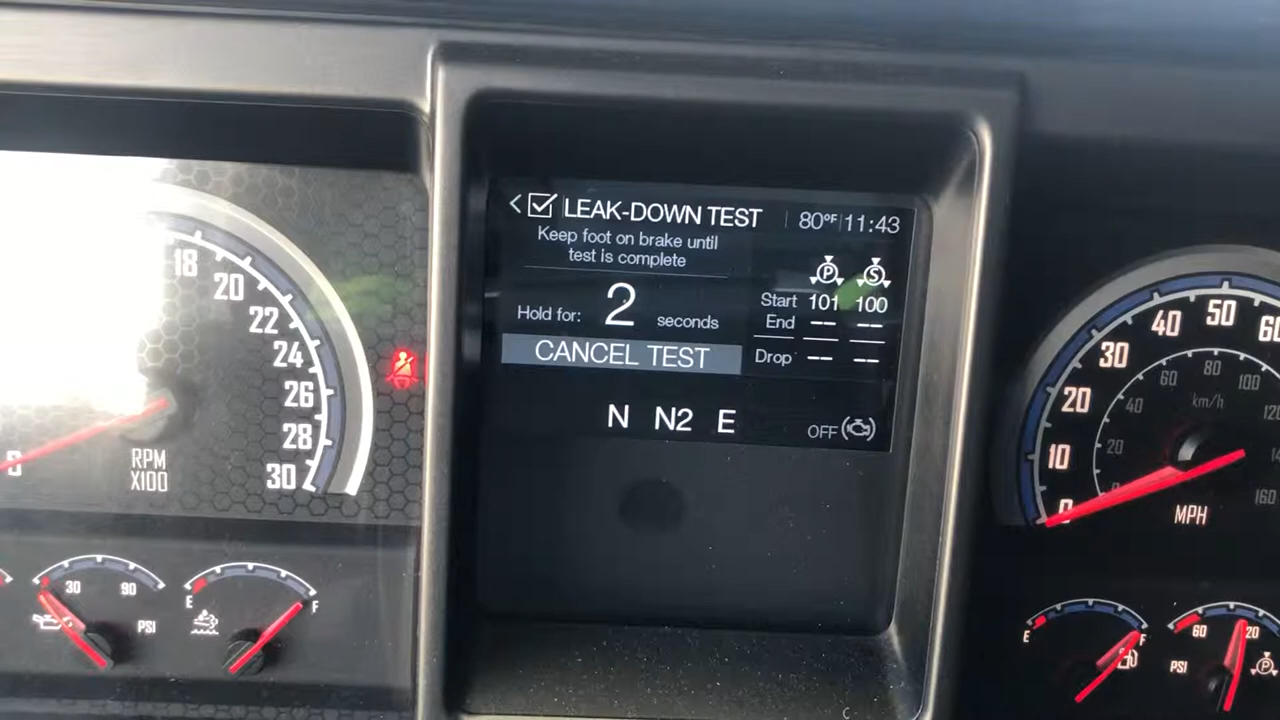 LEAK-DOWN TEST 80°F 11:43
Keep foot on brake until
test is complete
Hold for: 2 seconds
CANCEL TEST
P S
Start 101 100
End -- --
Drop -- --
N N2 E
OFF
18
20
22
24
26
28
30
0
RPM
X100
30 90
PSI
E F
0
10
20
30
40
50
60
20
40
60
80
100
km/h
160
MPH
E F
60
PSI
P